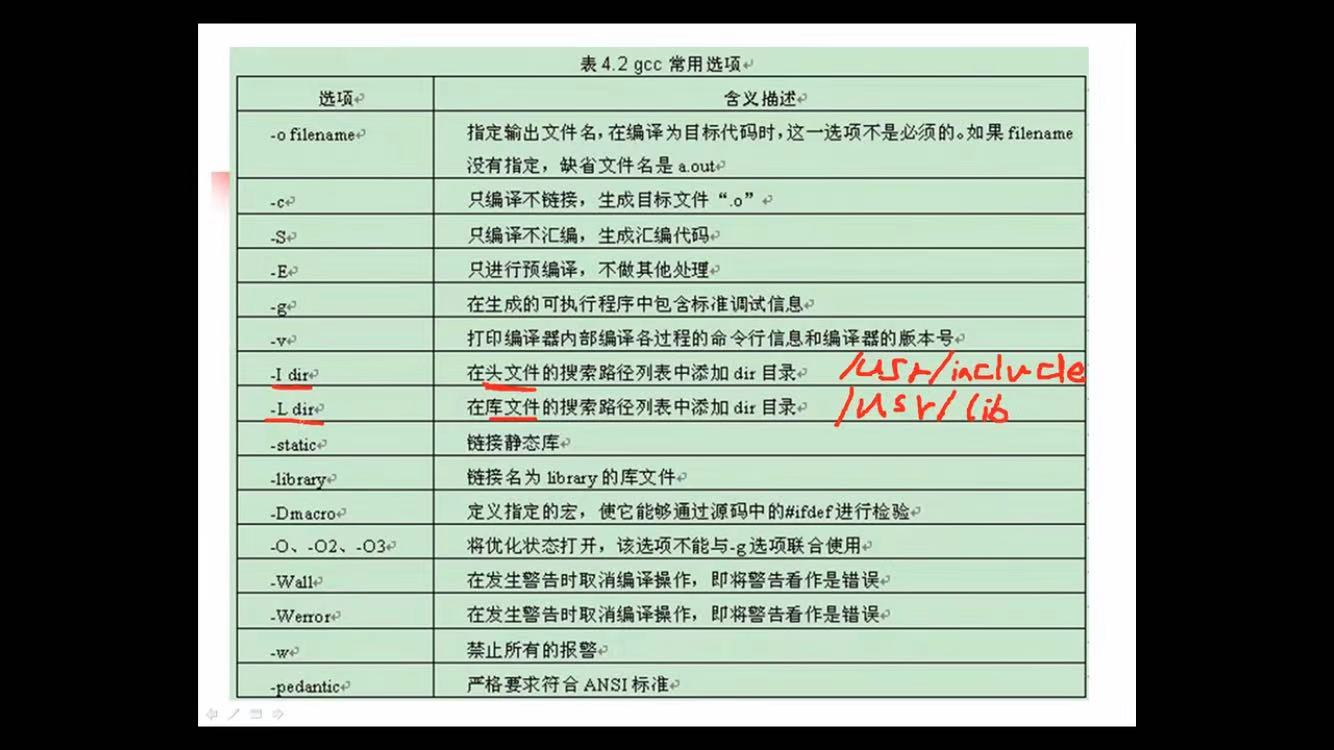 表 4.2 gcc 常用选项
选项 含义描述
-o filename 指定输出文件名，在编译为目标代码时，这一选项不是必须的。如果 filename
没有指定，缺省文件名是 a.out
-c 只编译不链接，生成目标文件“.o”
-S 只编译不汇编，生成汇编代码
-E 只进行预编译，不做其他处理
-g 在生成的可执行程序中包含标准调试信息
-v 打印编译器内部编译各过程的命令行信息和编译器的版本号
-I dir 在头文件的搜索路径列表中添加 dir 目录 /usr/include
-L dir 在库文件的搜索路径列表中添加 dir 目录 /usr/lib
-static 链接静态库
-library 链接名为 library 的库文件
-Dmacro 定义指定的宏，使它能够通过源码中的#ifdef 进行检验
-O、-O2、-O3 将优化状态打开，该选项不能与-g 选项联合使用
-Wall 在发生警告时取消编译操作，即将警告看作是错误
-Werror 在发生警告时取消编译操作，即将警告看作是错误
-w 禁止所有的报警
-pedantic 严格要求符合 ANSI 标准